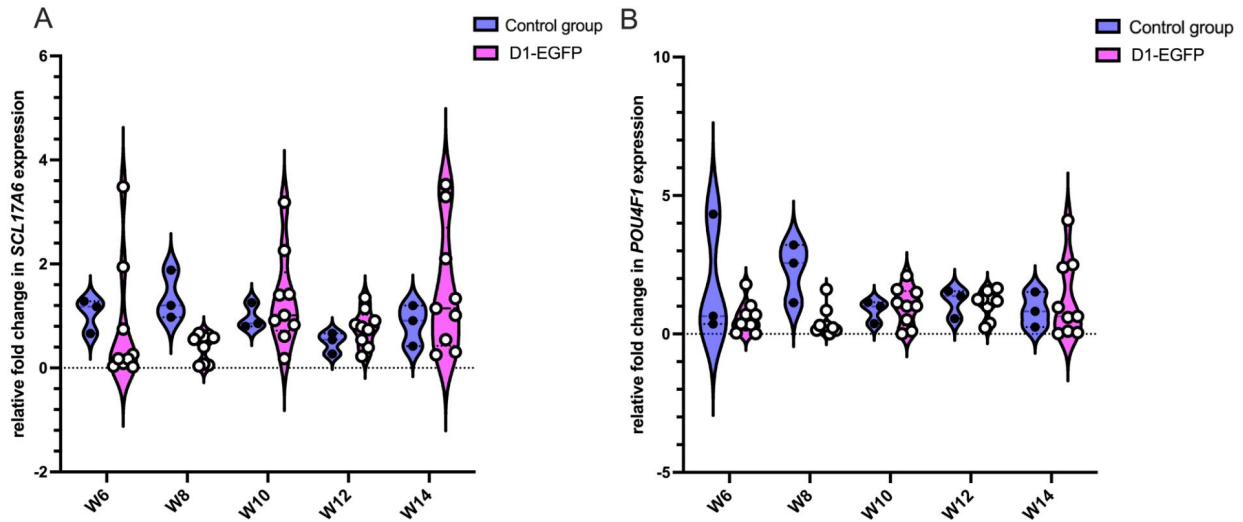 A
Control group
D1-EGFP
relative fold change in SCL17A6 expression
6
4
2
0
-2
W6
W8
W10
W12
W14
B
Control group
D1-EGFP
relative fold change in POU4F1 expression
10
5
0
-5
W6
W8
W10
W12
W14